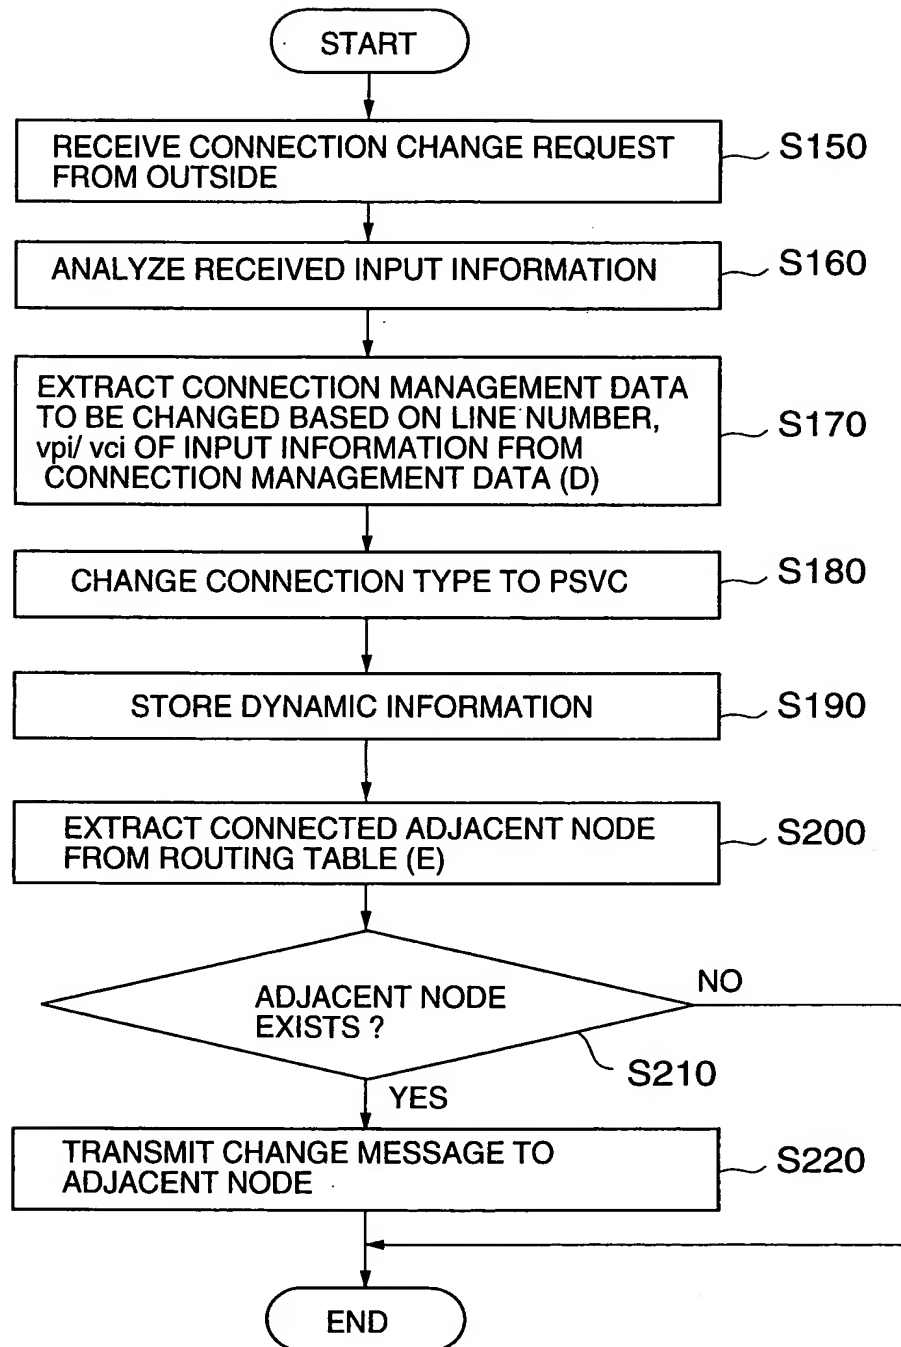 START
RECEIVE CONNECTION CHANGE REQUEST
FROM OUTSIDE
S150
ANALYZE RECEIVED INPUT INFORMATION
S160
EXTRACT CONNECTION MANAGEMENT DATA
TO BE CHANGED BASED ON LINE NUMBER,
vpi/ vci OF INPUT INFORMATION FROM
CONNECTION MANAGEMENT DATA (D)
S170
CHANGE CONNECTION TYPE TO PSVC
S180
STORE DYNAMIC INFORMATION
S190
EXTRACT CONNECTED ADJACENT NODE
FROM ROUTING TABLE (E)
S200
ADJACENT NODE
EXISTS ?
NO
S210
YES
TRANSMIT CHANGE MESSAGE TO
ADJACENT NODE
S220
END